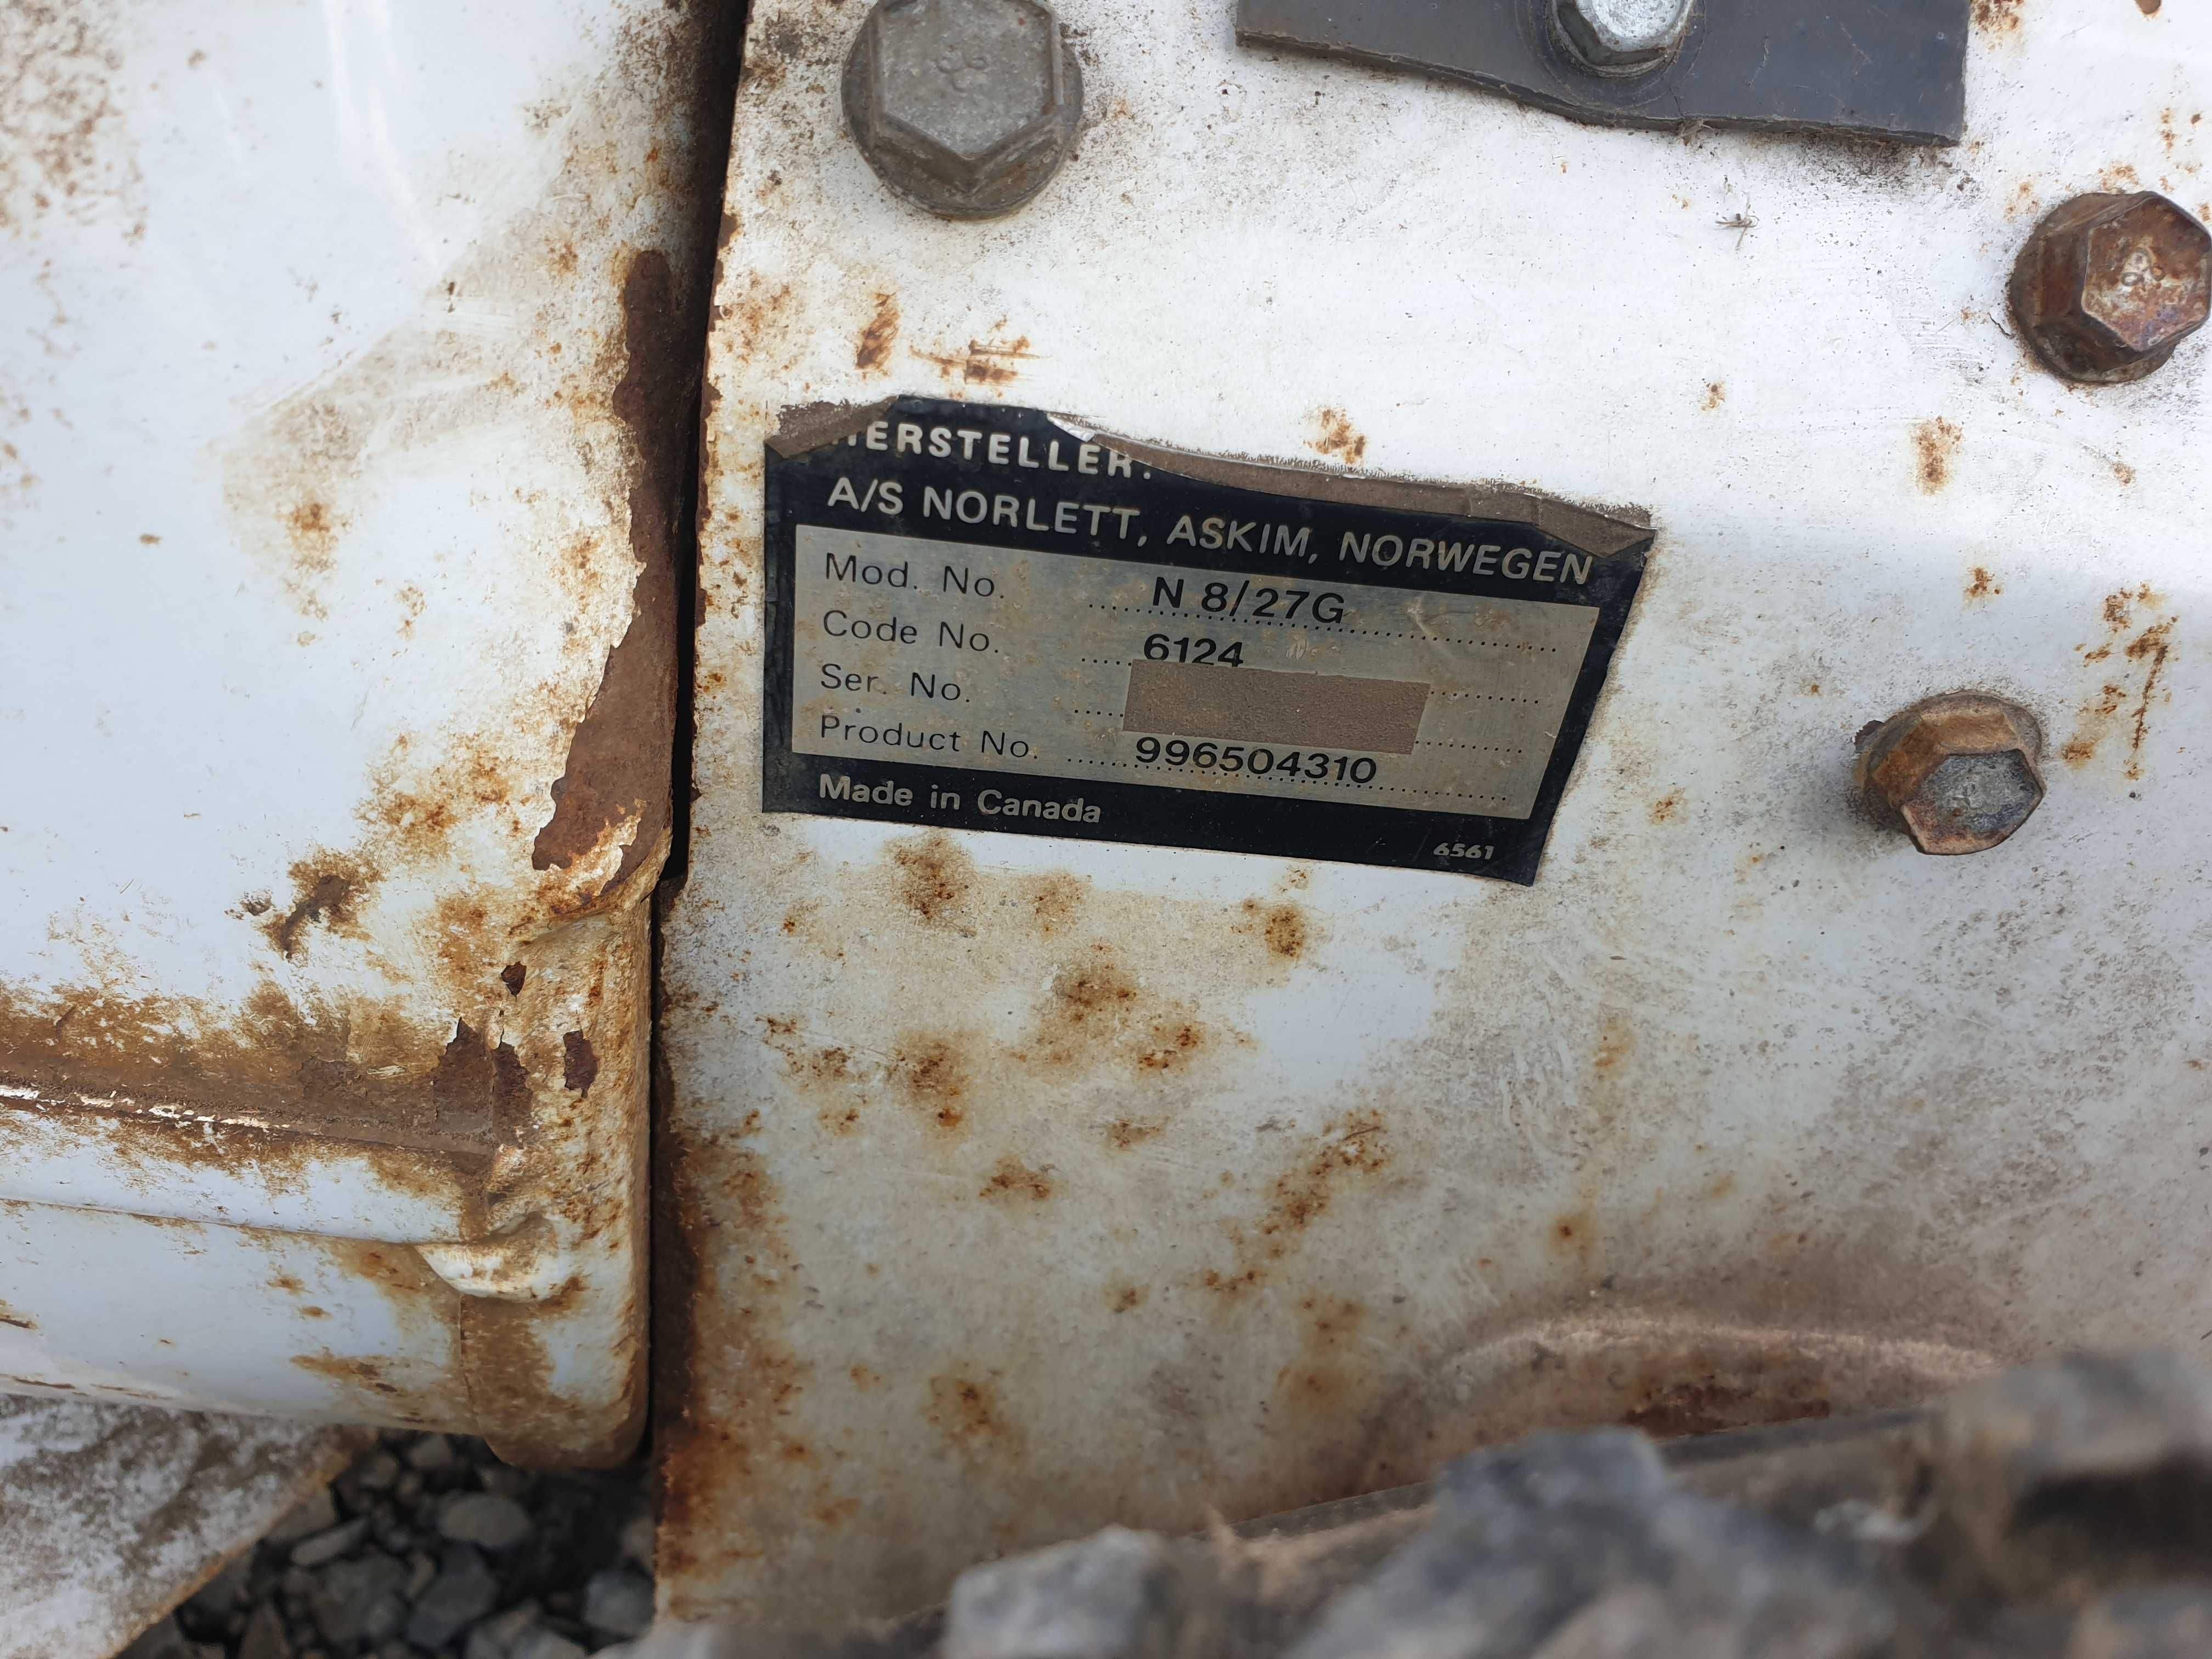 HERSTELLER:
A/S NORLETT, ASKIM, NORWEGEN
Mod. No. N 8/27G
Code No. 6124
Ser. No.
Product No. 996504310
Made in Canada
6561